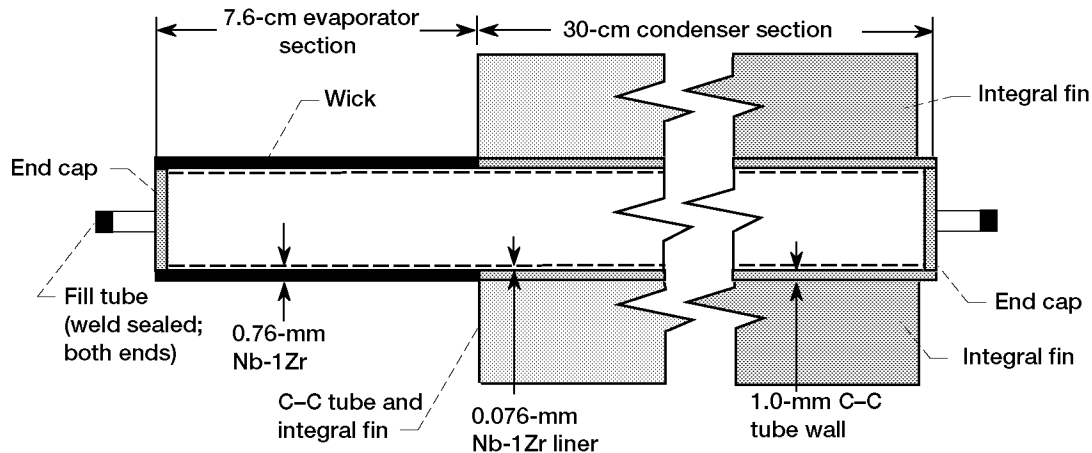 7.6-cm evaporator
section
30-cm condenser section
Wick
Integral fin
End cap
Fill tube
(weld sealed;
both ends)
0.76-mm
Nb-1Zr
C–C tube and
integral fin
0.076-mm
Nb-1Zr liner
1.0-mm C–C
tube wall
End cap
Integral fin